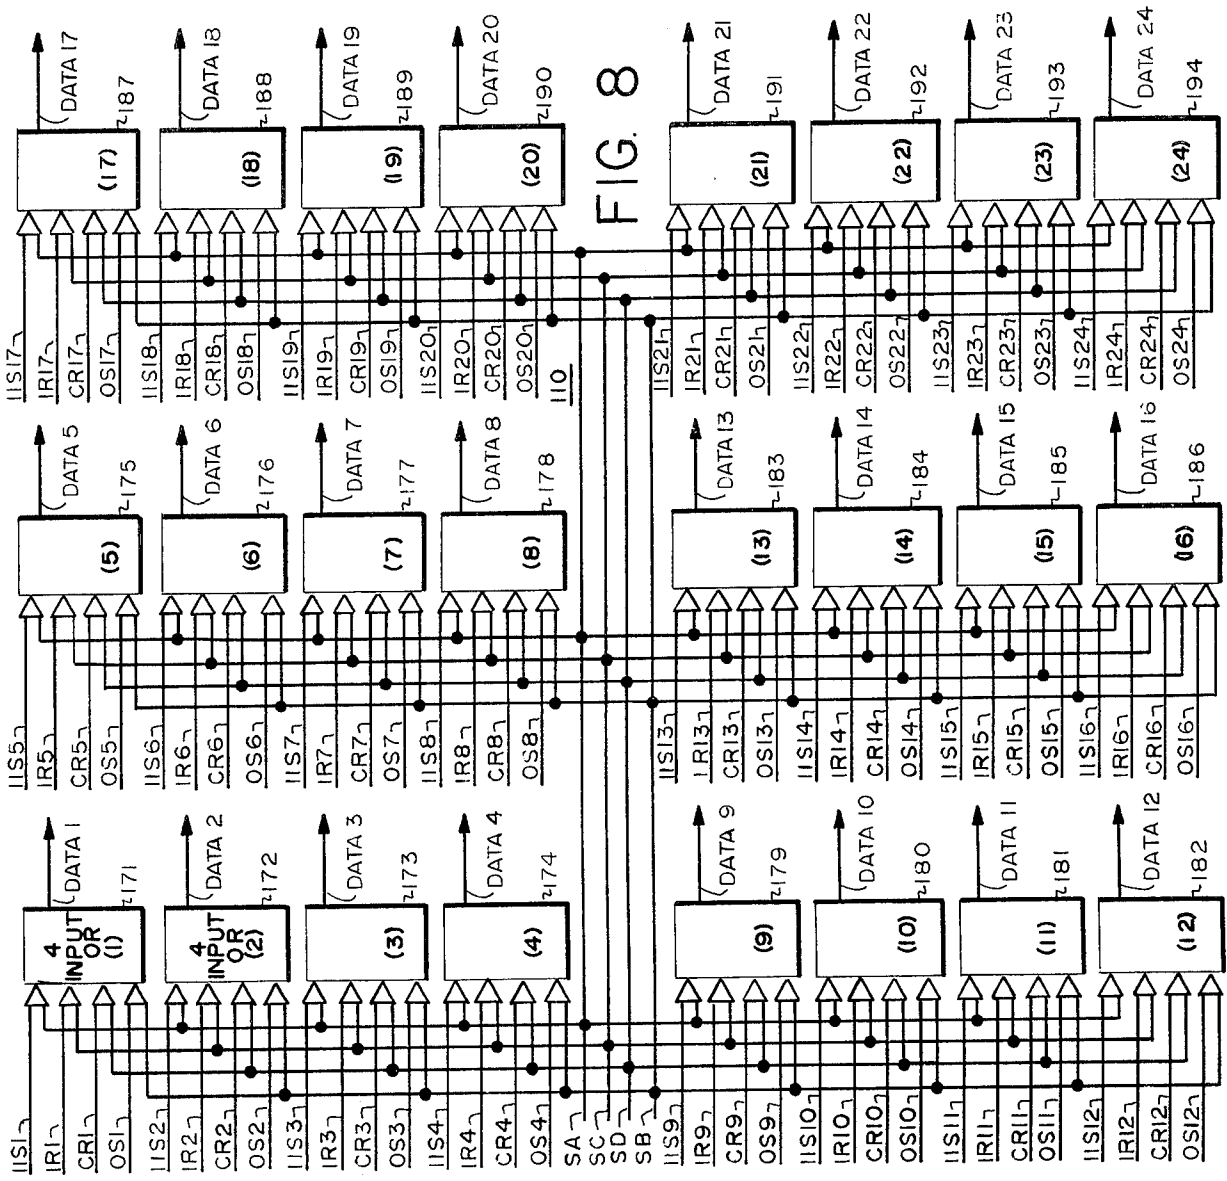 IIS1
IR1
CR1
OS1
4
INPUT
OR
(1)
DATA 1
171
IIS2
IR2
CR2
OS2
4
INPUT
OR
(2)
DATA 2
172
IIS3
IR3
CR3
OS3
(3)
DATA 3
173
IIS4
IR4
CR4
OS4
(4)
DATA 4
174
IIS5
IR5
CR5
OS5
(5)
DATA 5
175
IIS6
IR6
CR6
OS6
(6)
DATA 6
176
IIS7
IR7
CR7
OS7
(7)
DATA 7
177
IIS8
IR8
CR8
OS8
(8)
DATA 8
178
IIS17
IR17
CR17
OS17
(17)
DATA 17
187
IIS18
IR18
CR18
OS18
(18)
DATA 18
188
IIS19
IR19
CR19
OS19
(19)
DATA 19
189
IIS20
IR20
CR20
OS20
(20)
DATA 20
190
SA
SC
SD
SB
110
FIG. 8
IIS9
IR9
CR9
OS9
(9)
DATA 9
179
IIS10
IR10
CR10
OS10
(10)
DATA 10
180
IIS11
IR11
CR11
OS11
(11)
DATA 11
181
IIS12
IR12
CR12
OS12
(12)
DATA 12
182
IIS13
IR13
CR13
OS13
(13)
DATA 13
183
IIS14
IR14
CR14
OS14
(14)
DATA 14
184
IIS15
IR15
CR15
OS15
(15)
DATA 15
185
IIS16
IR16
CR16
OS16
(16)
DATA 16
186
IIS21
IR21
CR21
OS21
(21)
DATA 21
191
IIS22
IR22
CR22
OS22
(22)
DATA 22
192
IIS23
IR23
CR23
OS23
(23)
DATA 23
193
IIS24
IR24
CR24
OS24
(24)
DATA 24
194